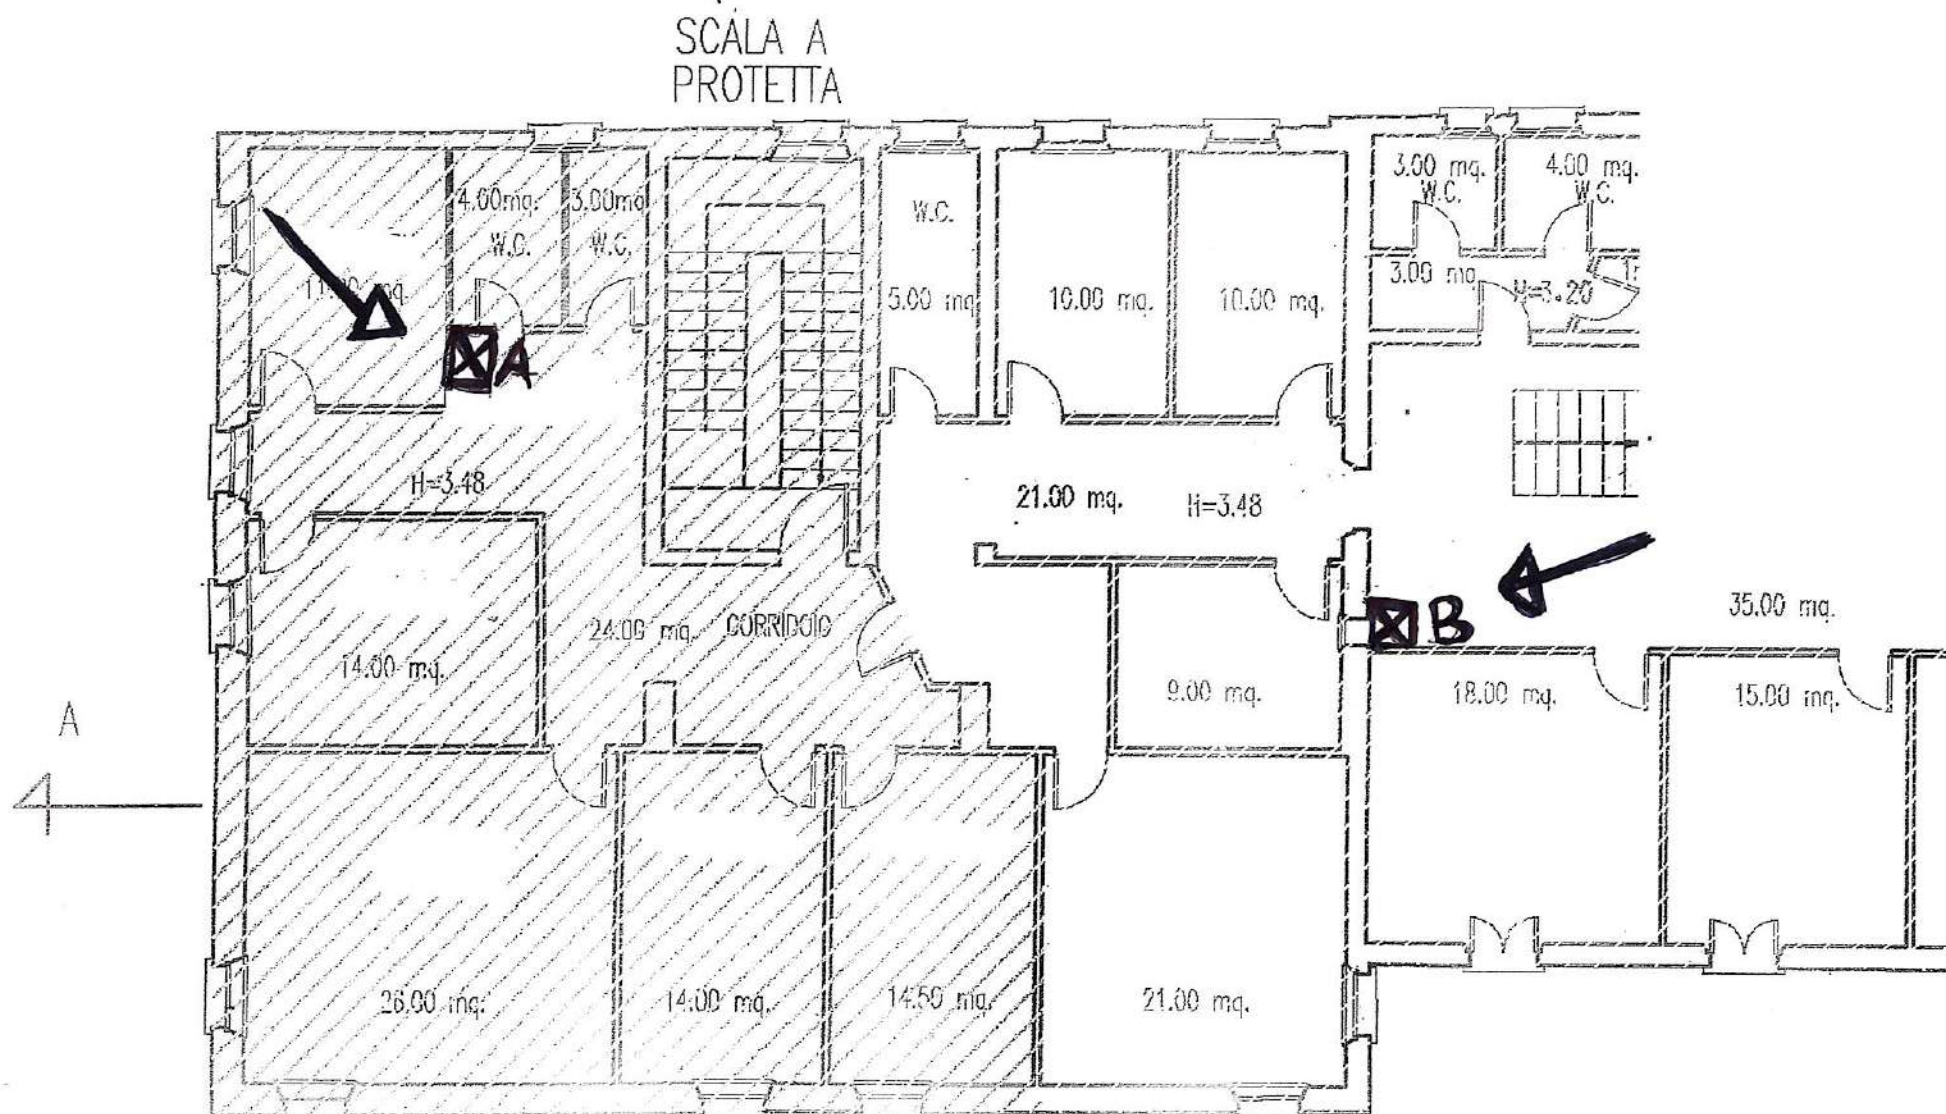 SCALA A
PROTETTA
4.00mq.
W.C.
3.00mq
W.C.
W.C.
5.00 mq
10.00 mq.
10.00 mq.
3.00 mq.
W.C.
4.00 mq.
W.C.
3.00 mq
H=3.20
A
H=3.48
21.00 mq.
H=3.48
B
35.00 mq.
24.00 mq.
CORRIDOIO
14.00 mq.
9.00 mq.
18.00 mq.
15.00 mq.
A
26.00 mq.
14.00 mq.
14.50 mq.
21.00 mq.